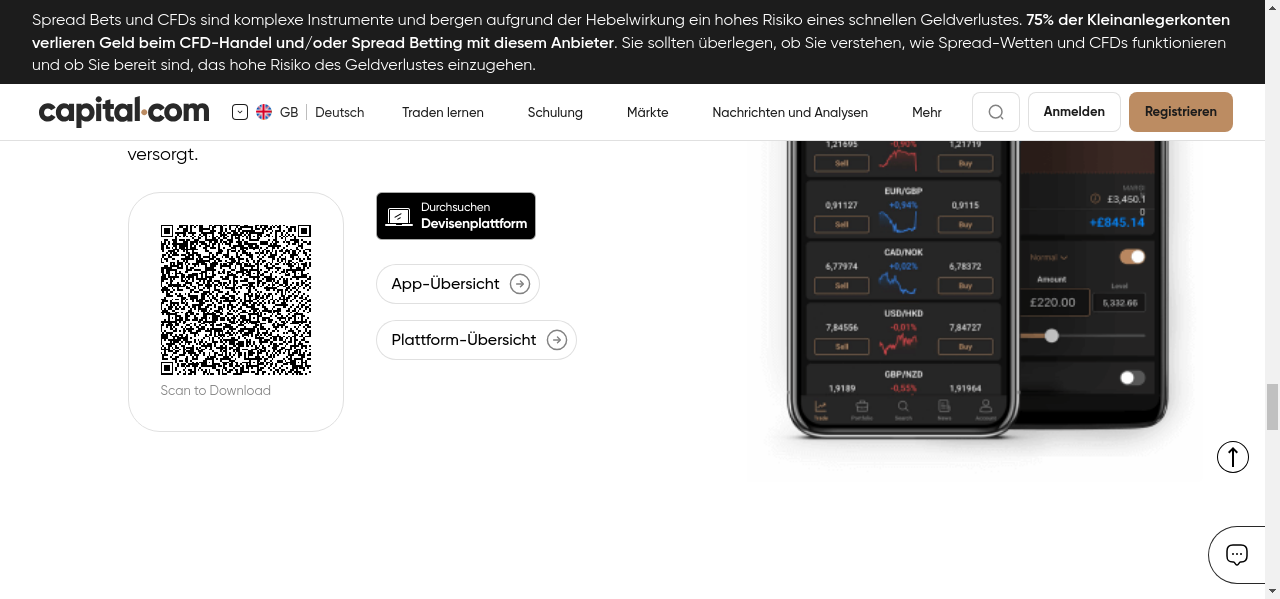 Spread Bets und CFDs sind komplexe Instrumente und bergen aufgrund der Hebelwirkung ein hohes Risiko eines schnellen Geldverlustes. 75% der Kleinanlegerkonten
verlieren Geld beim CFD-Handel und/oder Spread Betting mit diesem Anbieter. Sie sollten überlegen, ob Sie verstehen, wie Spread-Wetten und CFDs funktionieren
und ob Sie bereit sind, das hohe Risiko des Geldverlustes einzugehen.
capital.com GB Deutsch Traden lernen Schulung Märkte Nachrichten und Analysen Mehr Anmelden Registrieren
versorgt.
Scan to Download
Durchsuchen
Devisenplattform
App-Übersicht
Plattform-Übersicht
1,21695 -0,90% 1,21719
Sell Buy
EUR/GBP
0,91127 +0,94% 0,9115
Sell Buy
CAD/NOK
6,77974 +0,02% 6,78372
Sell Buy
USD/HKD
7,84556 -0,01% 7,84727
Sell Buy
GBP/NZD
1,9189 -0,55% 1,91964
Trade Portfolio Search News Account
+£845.14
Normal
Amount Level
£220.00 5,332.66